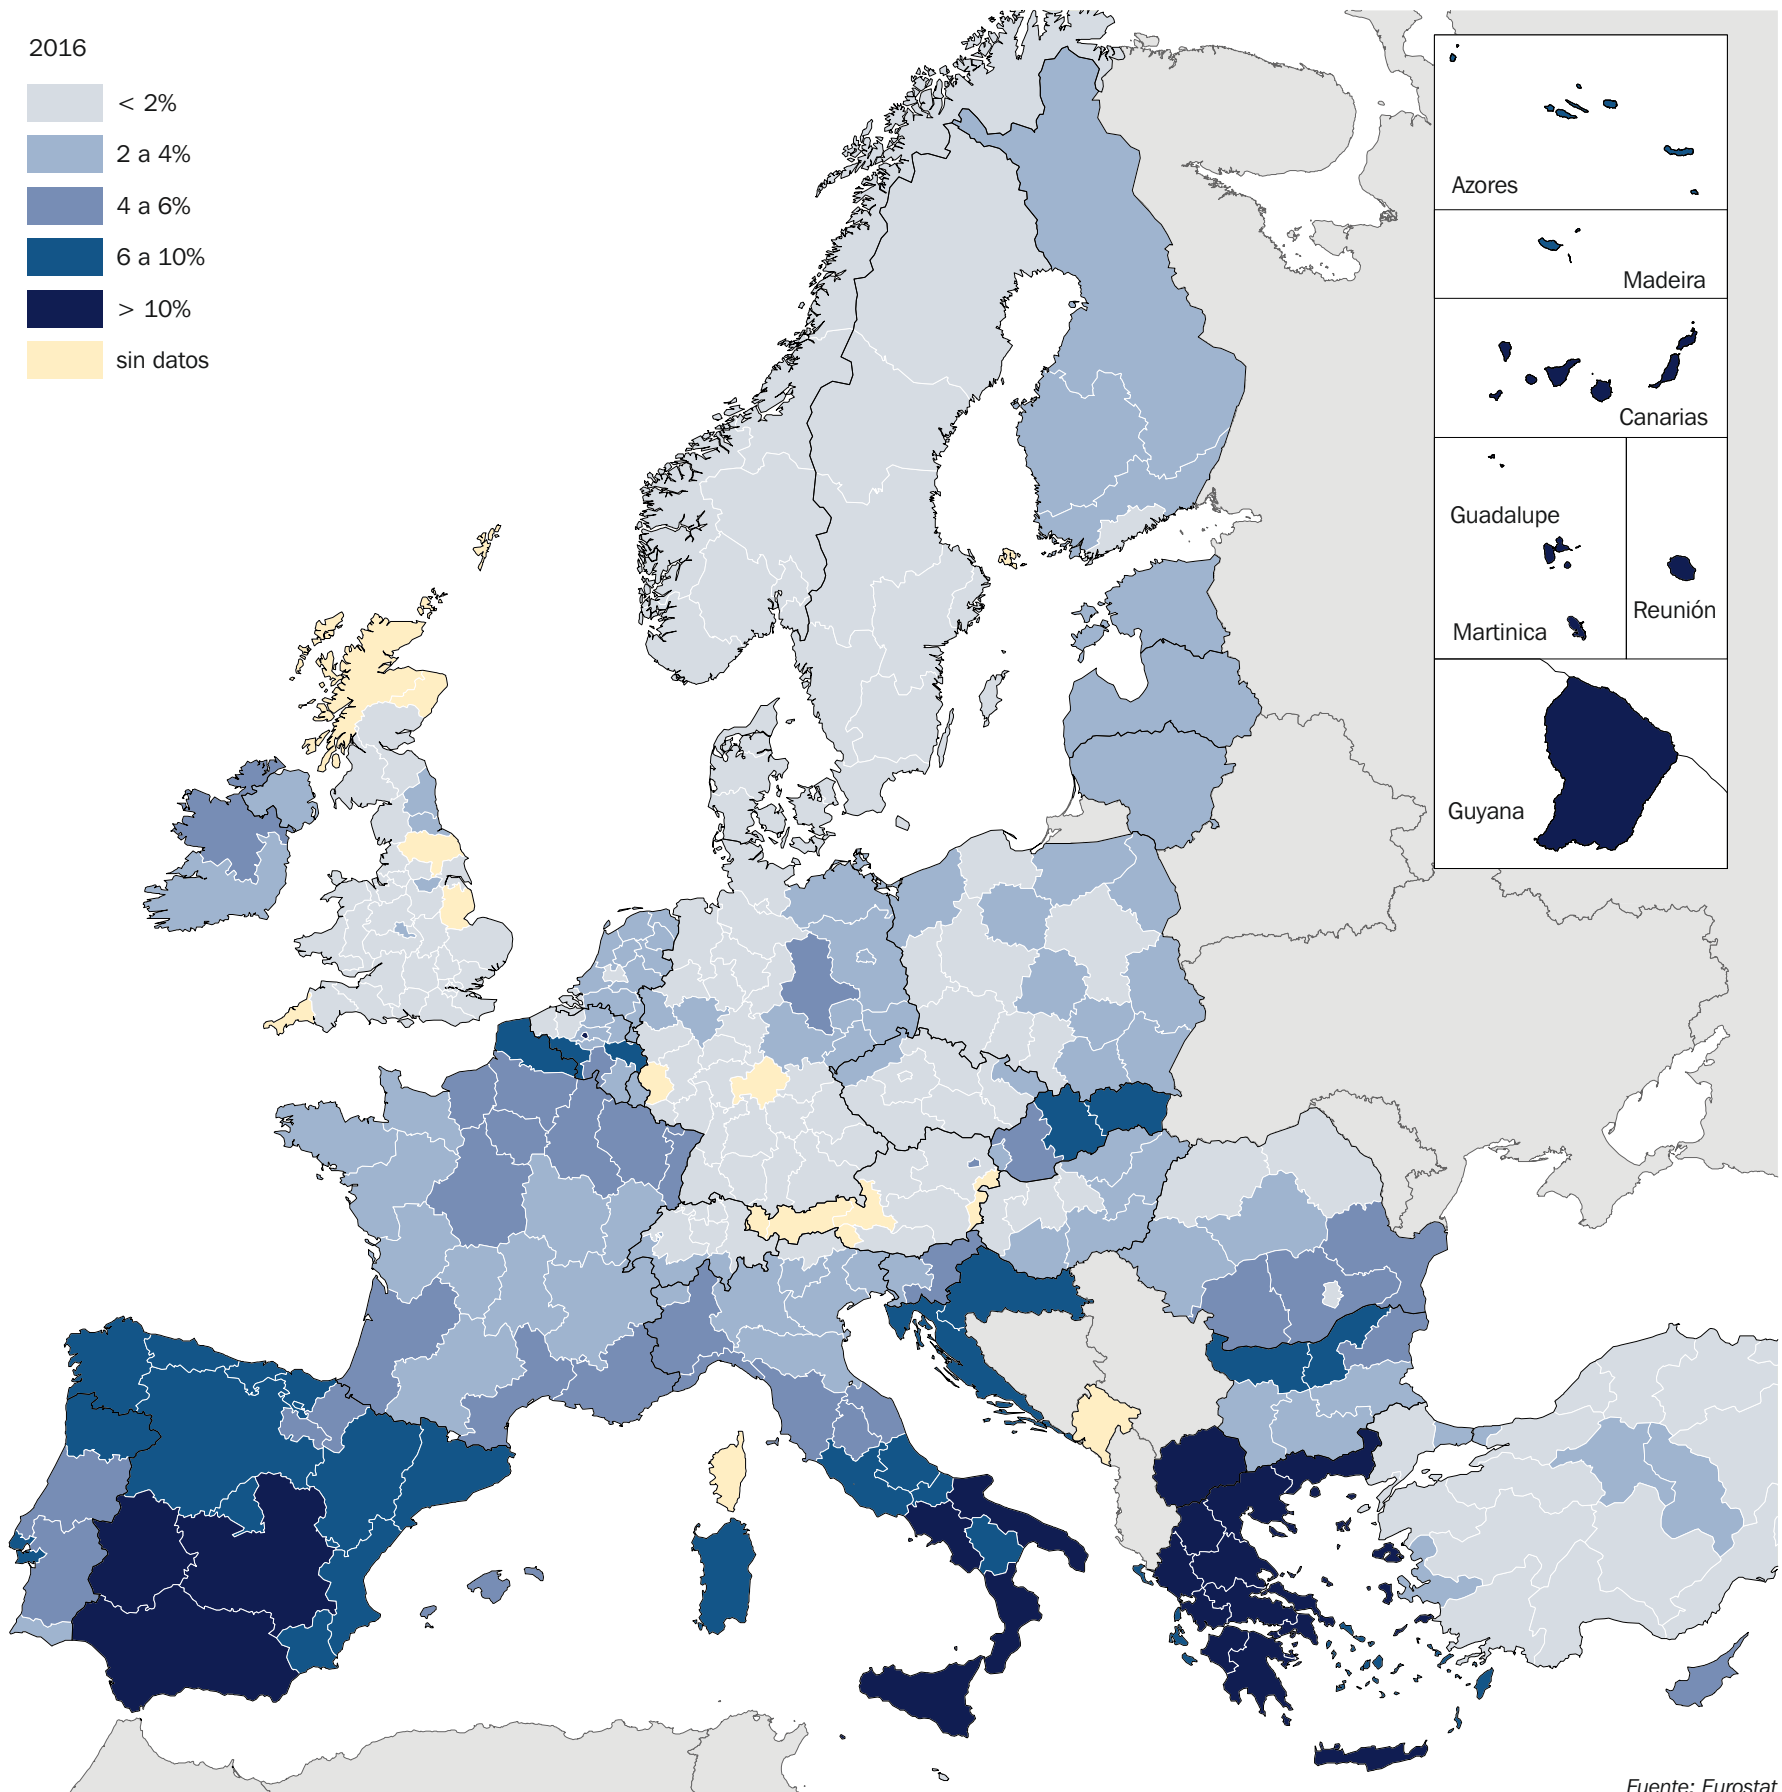 2016
< 2%
2 a 4%
4 a 6%
6 a 10%
> 10%
sin datos
Azores
Madeira
Canarias
Guadalupe
Martinica
Reunión
Guyana
Fuente: Eurostat